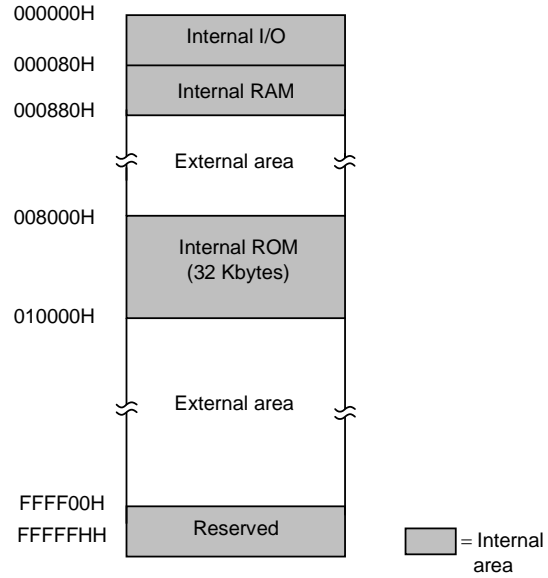 000000H
Internal I/O
000080H
Internal RAM
000880H
External area
008000H
Internal ROM
(32 Kbytes)
010000H
External area
FFFF00H
Reserved
FFFFFHH
= Internal
area